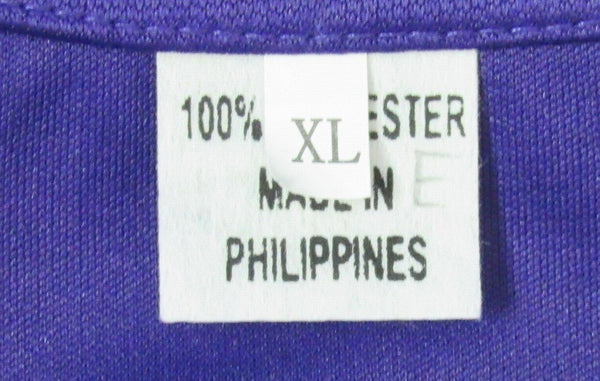 100% ESTER
XL
MADE IN E
PHILIPPINES